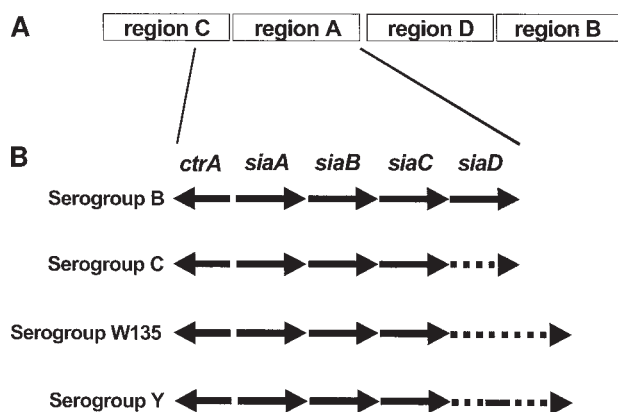 A region C region A region D region B
B ctrA siaA siaB siaC siaD
Serogroup B
Serogroup C
Serogroup W135
Serogroup Y